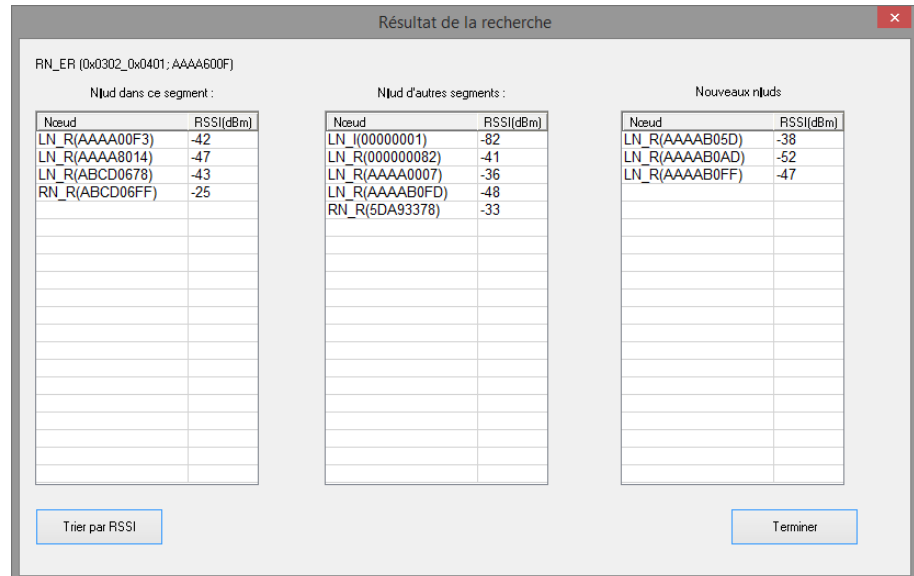 Résultat de la recherche
RN_ER (0x0302_0x0401; AAAA600F)
Nlud dans ce segment :
Nœud RSSI(dBm)
LN_R(AAAA00F3) -42
LN_R(AAAA8014) -47
LN_R(ABCD0678) -43
RN_R(ABCD06FF) -25
Nlud d'autres segments :
Nœud RSSI(dBm)
LN_I(00000001) -82
LN_R(000000082) -41
LN_R(AAAA0007) -36
LN_R(AAAAB0FD) -48
RN_R(5DA93378) -33
Nouveaux nluds
Nœud RSSI(dBm)
LN_R(AAAAB05D) -38
LN_R(AAAAB0AD) -52
LN_R(AAAAB0FF) -47
Trier par RSSI
Terminer